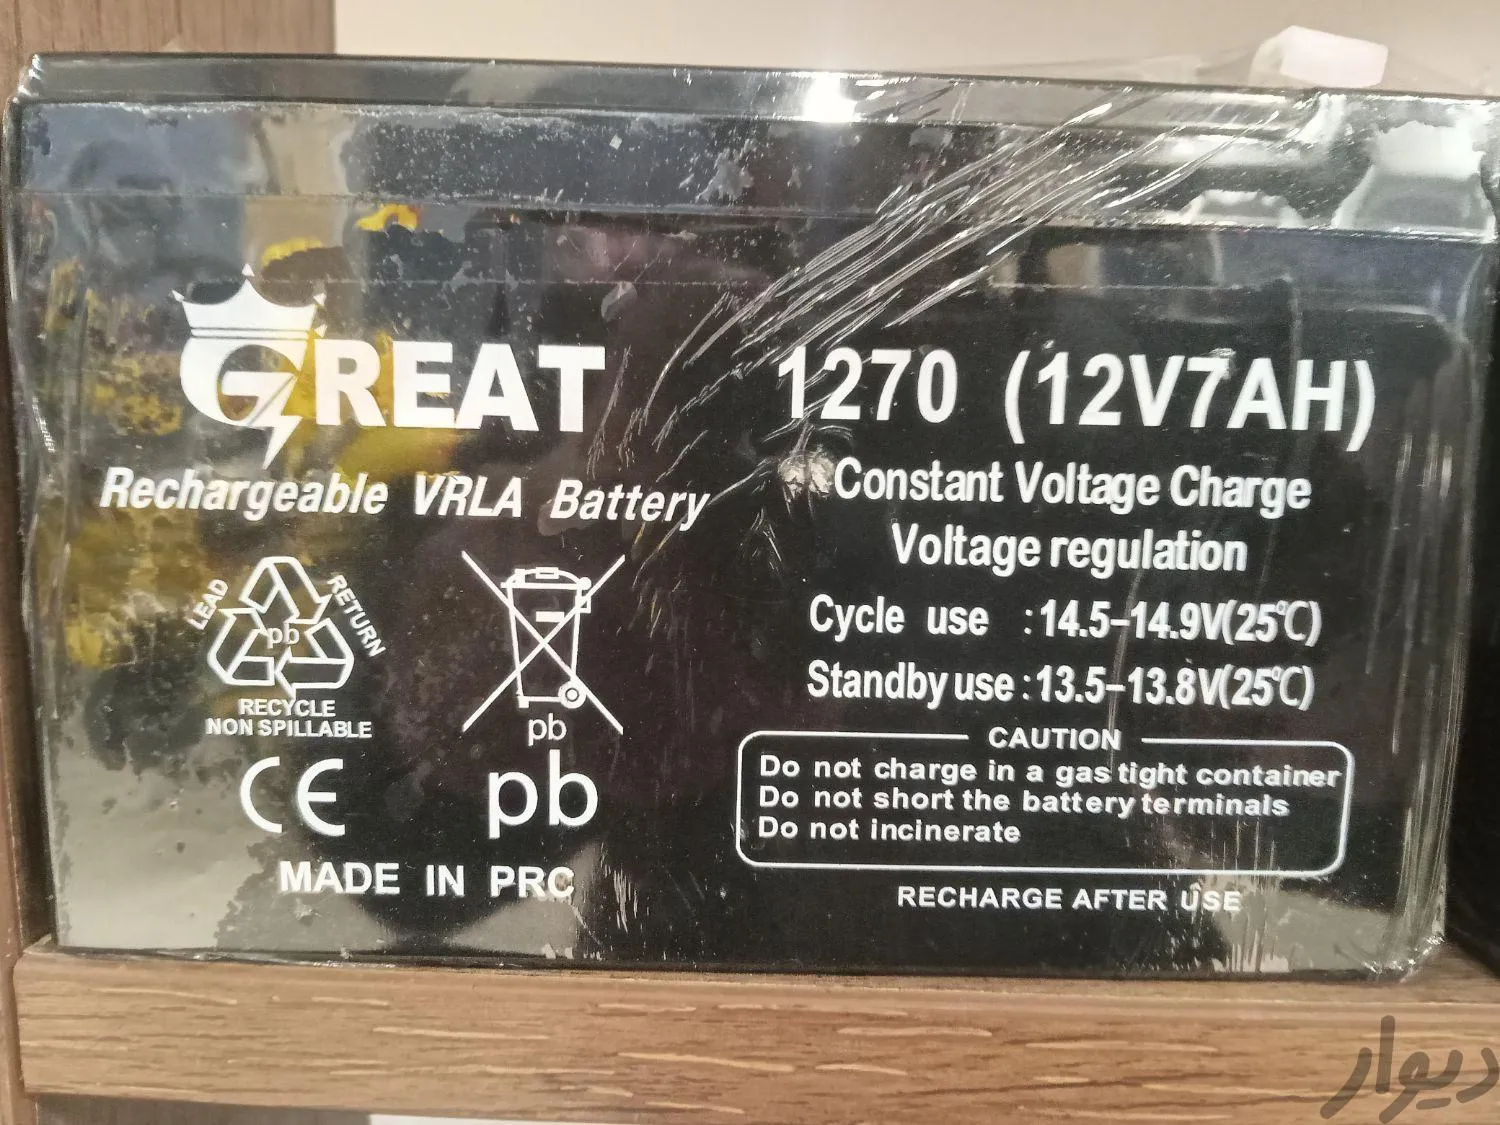 GREAT
Rechargeable VRLA Battery
LEAD
RETURN
pb
RECYCLE
NON SPILLABLE
pb
CE
pb
MADE IN PRC
1270 (12V7AH)
Constant Voltage Charge
Voltage regulation
Cycle use :14.5-14.9V(25℃)
Standby use:13.5-13.8V(25℃)
CAUTION
Do not charge in a gas tight container
Do not short the battery terminals
Do not incinerate
RECHARGE AFTER USE
دیوار